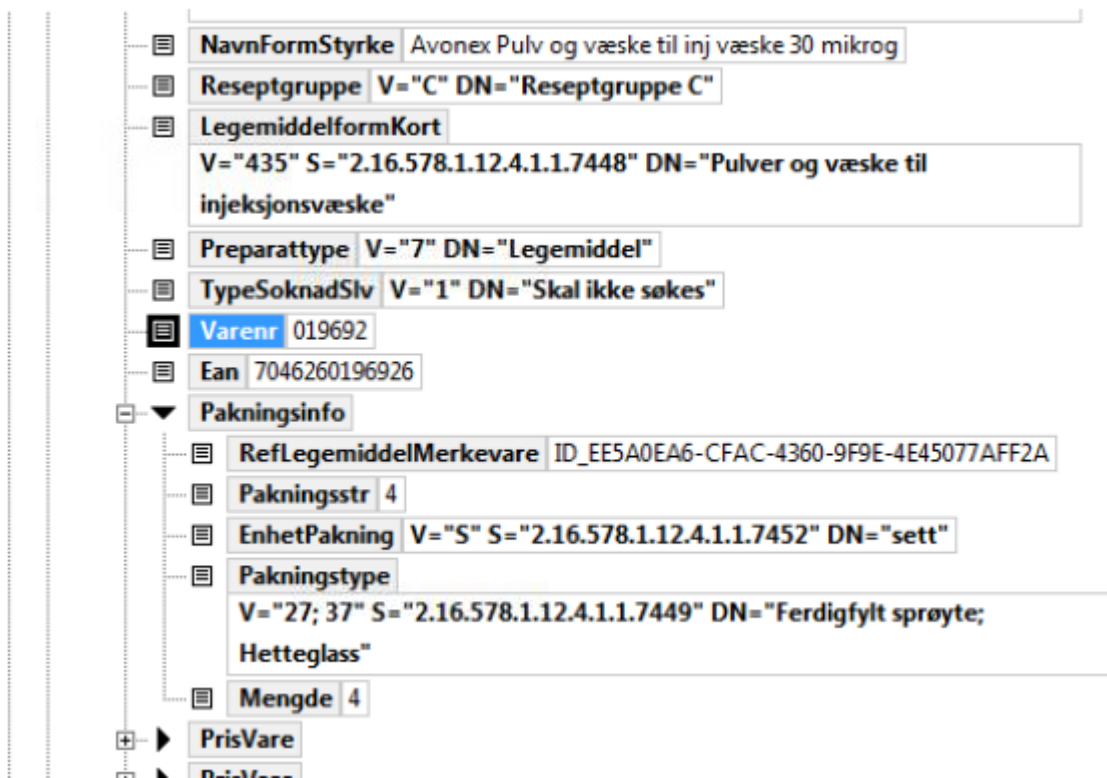 NavnFormStyrke Avonex Pulv og væske til inj væske 30 mikrog
Reseptgruppe V="C" DN="Reseptgruppe C"
LegemiddelformKort
V="435" S="2.16.578.1.12.4.1.1.7448" DN="Pulver og væske til
injeksjonsvæske"
Preparattype V="7" DN="Legemiddel"
TypeSoknadSlv V="1" DN="Skal ikke søkes"
Varenr 019692
Ean 7046260196926
Pakningsinfo
RefLegemiddelMerkevare ID_EE5A0EA6-CFAC-4360-9F9E-4E45077AFF2A
Pakningsstr 4
EnhetPakning V="S" S="2.16.578.1.12.4.1.1.7452" DN="sett"
Pakningstype
V="27; 37" S="2.16.578.1.12.4.1.1.7449" DN="Ferdigfylt sprøyte;
Hetteglass"
Mengde 4
PrisVare
PrisVare